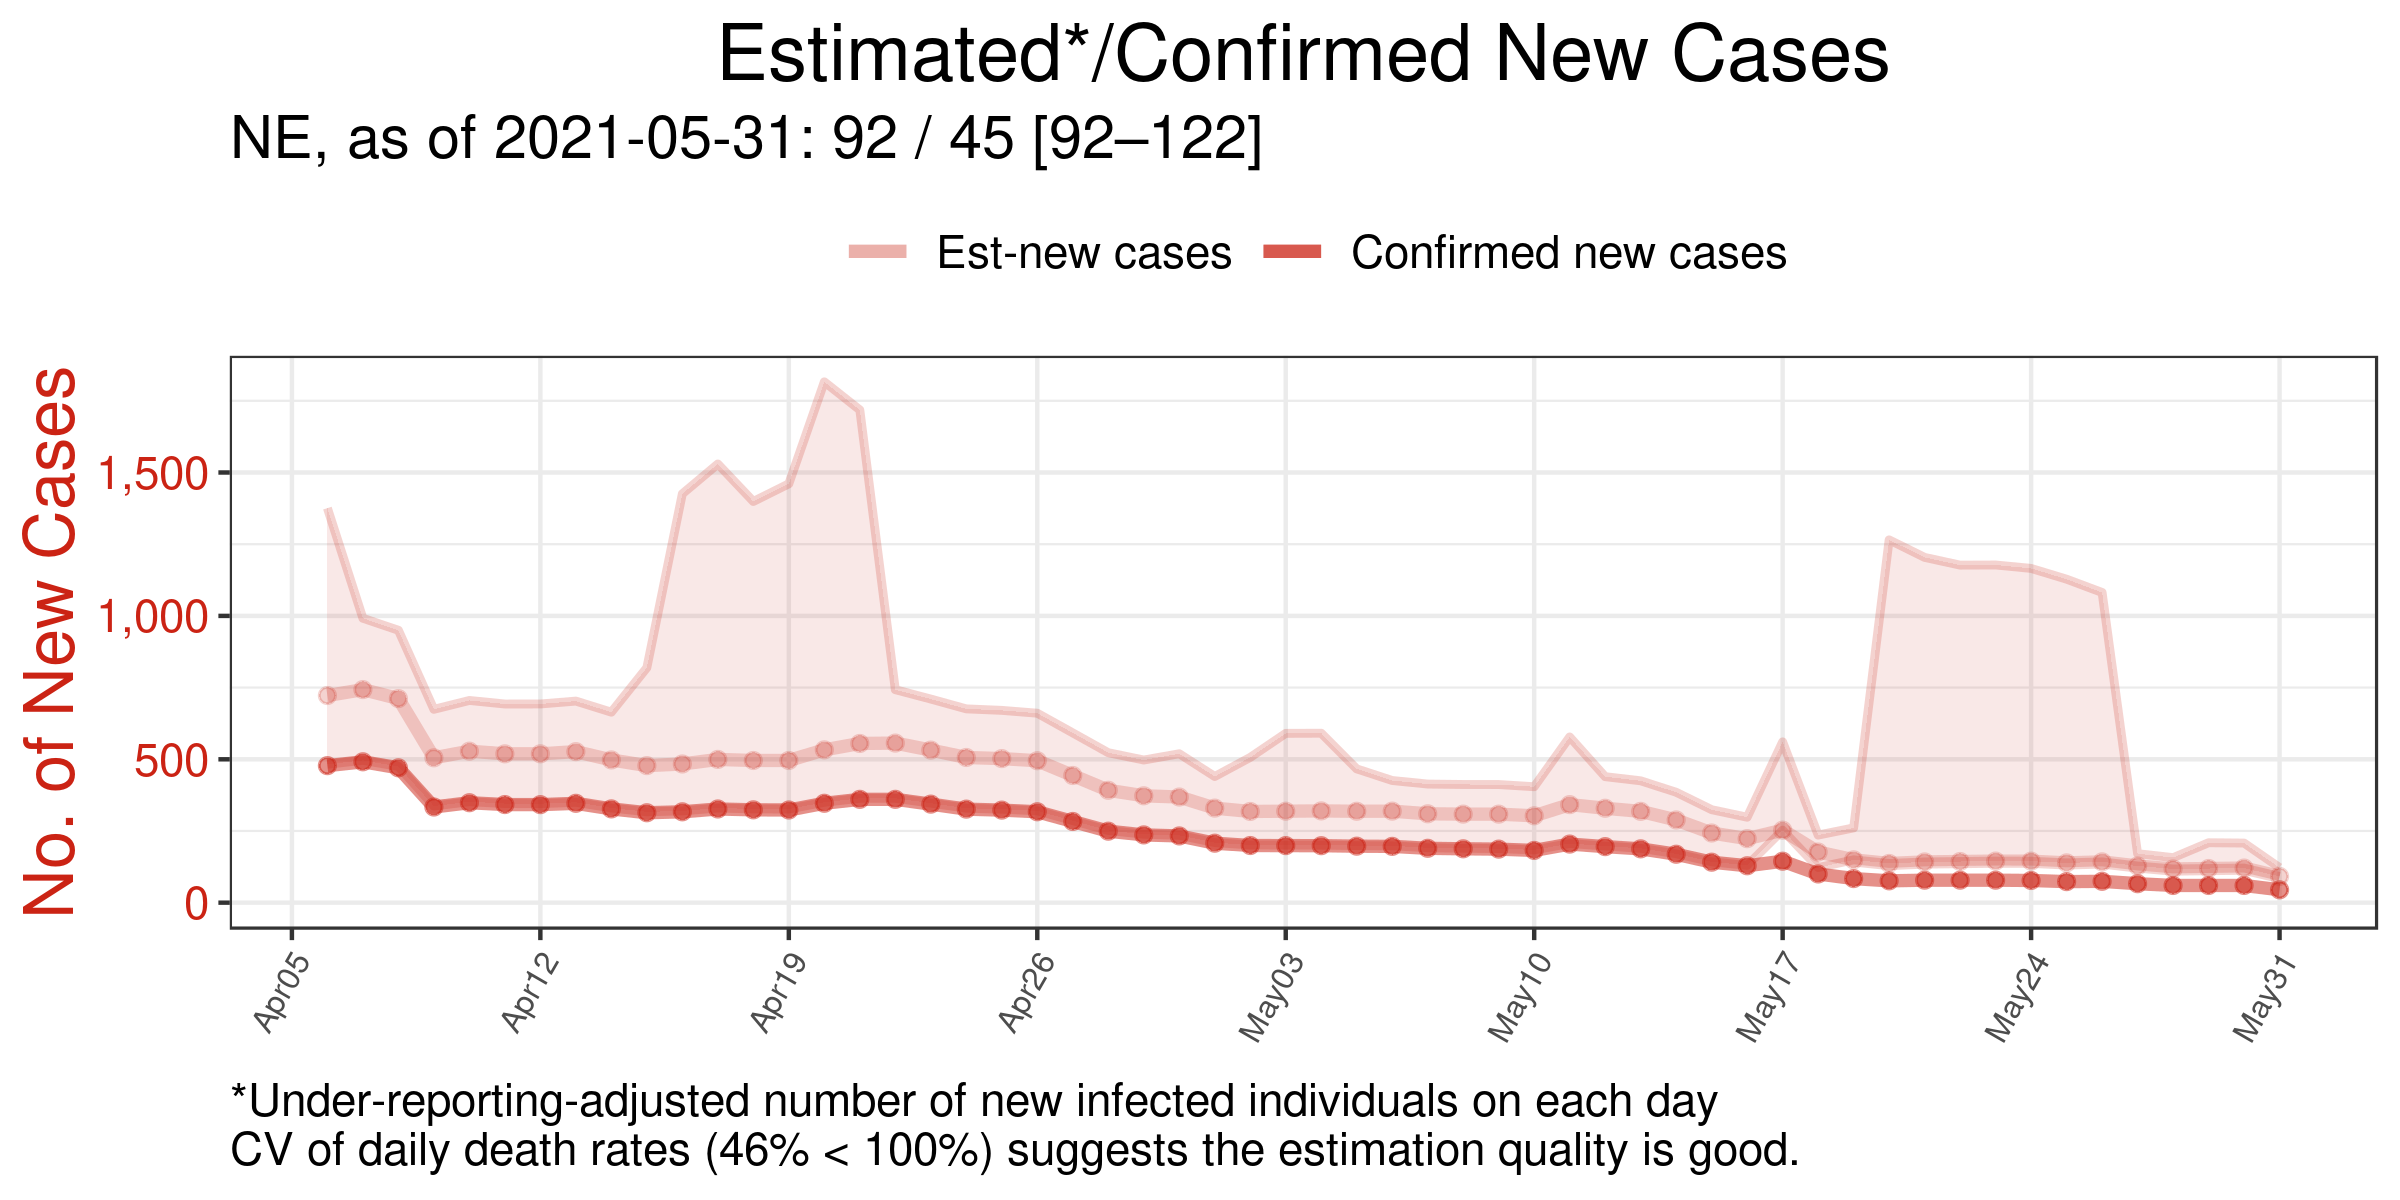 Estimated*/Confirmed New Cases
NE, as of 2021-05-31: 92 / 45 [92–122]
Est-new cases
Confirmed new cases
No. of New Cases
1,500
1,000
500
0
Apr05
Apr12
Apr19
Apr26
May03
May10
May17
May24
May31
*Under-reporting-adjusted number of new infected individuals on each day
CV of daily death rates (46% < 100%) suggests the estimation quality is good.